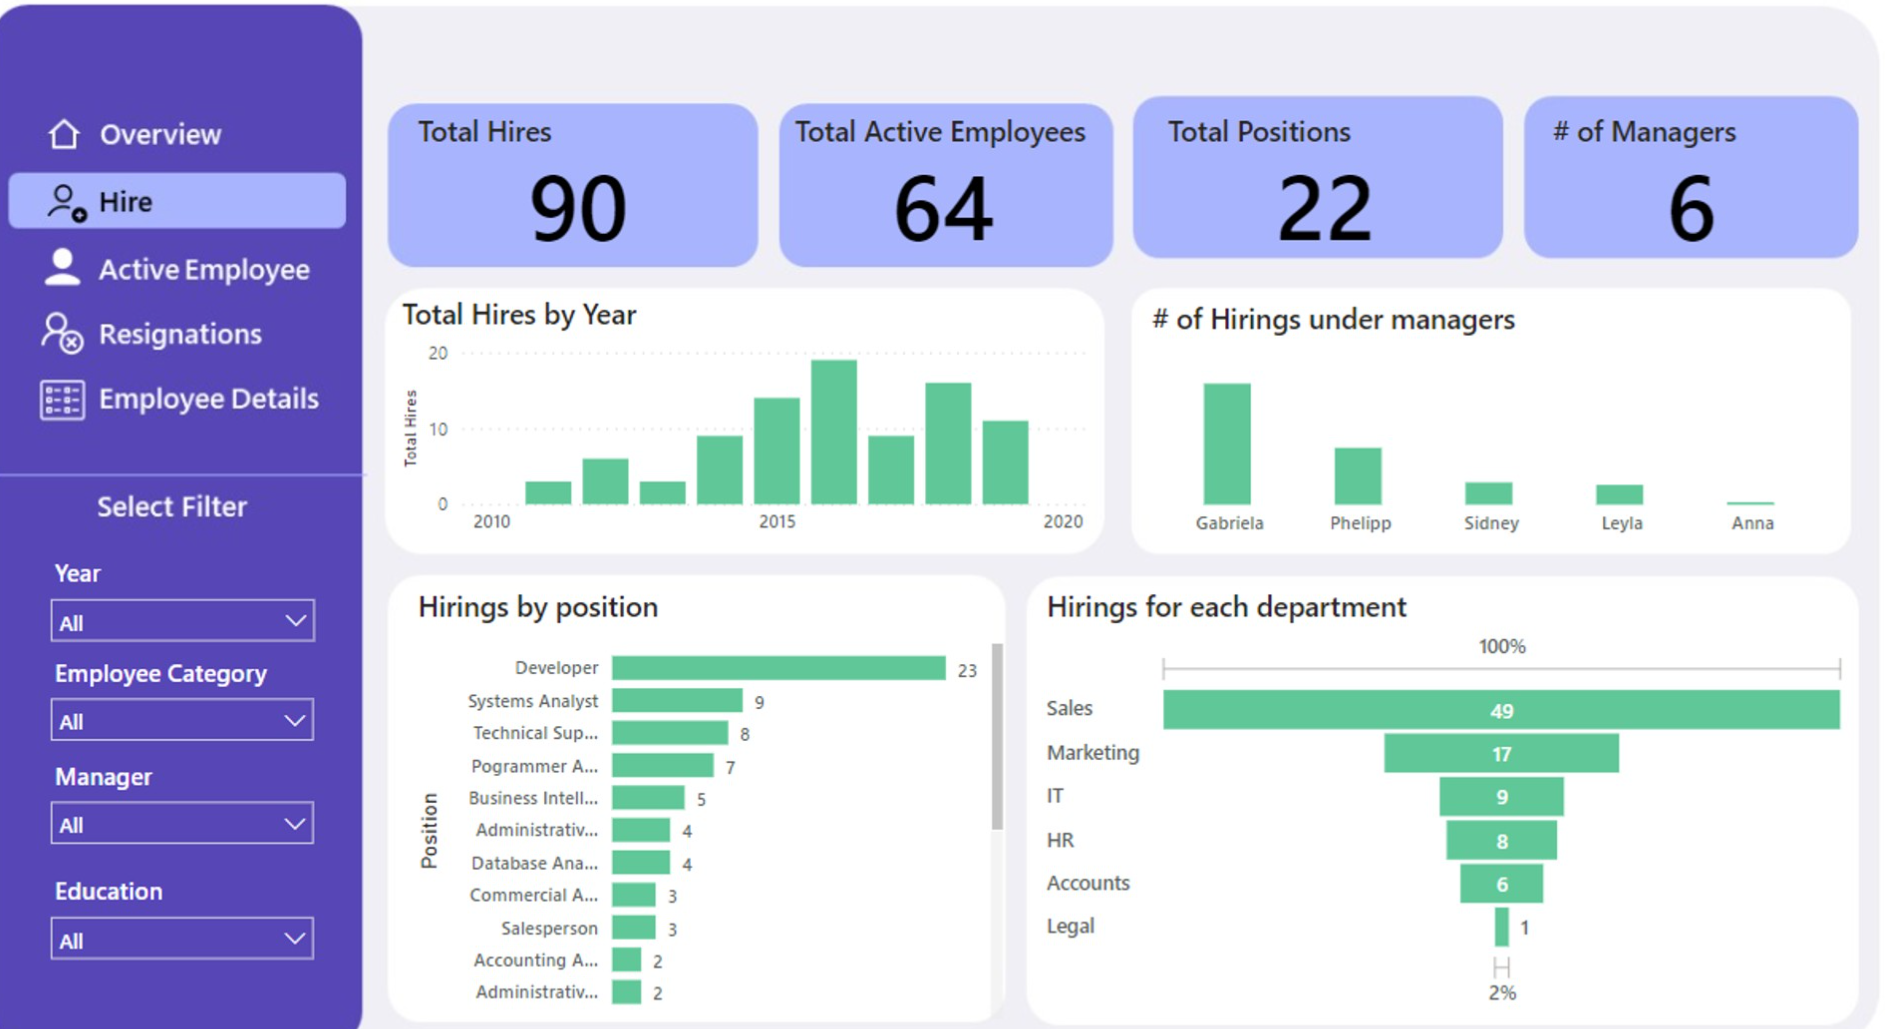 Overview
Hire
Active Employee
Resignations
Employee Details
Select Filter
Year
All
Employee Category
All
Manager
All
Education
All
Total Hires
90
Total Active Employees
64
Total Positions
22
# of Managers
6
Total Hires by Year
Total Hires
20
10
0
2010 2015 2020
# of Hirings under managers
Gabriela Phelipp Sidney Leyla Anna
Hirings by position
Position
Developer 23
Systems Analyst 9
Technical Sup... 8
Pogrammer A... 7
Business Intell... 5
Administrativ... 4
Database Ana... 4
Commercial A... 3
Salesperson 3
Accounting A... 2
Administrativ... 2
Hirings for each department
100%
Sales 49
Marketing 17
IT 9
HR 8
Accounts 6
Legal 1
2%